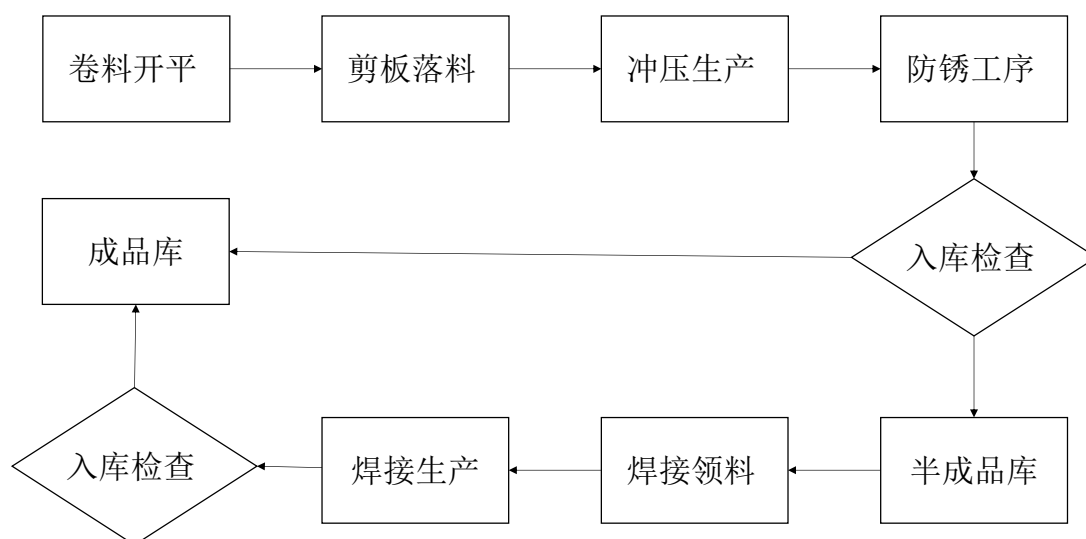 卷料开平
剪板落料
冲压生产
防锈工序
成品库
入库检查
入库检查
焊接生产
焊接领料
半成品库